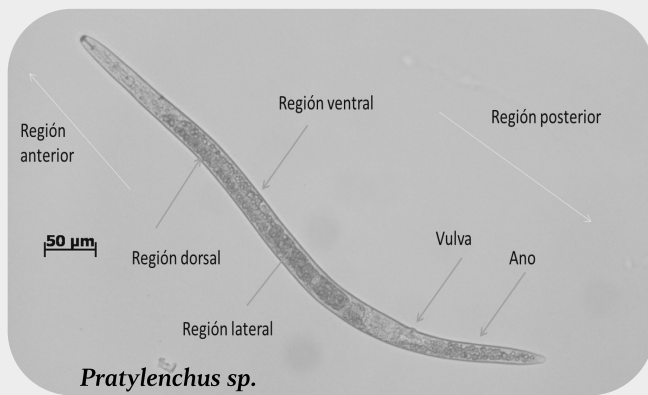 Región ventral
Región posterior
Región
anterior
50 µm
Región dorsal
Vulva
Ano
Región lateral
Pratylenchus sp.